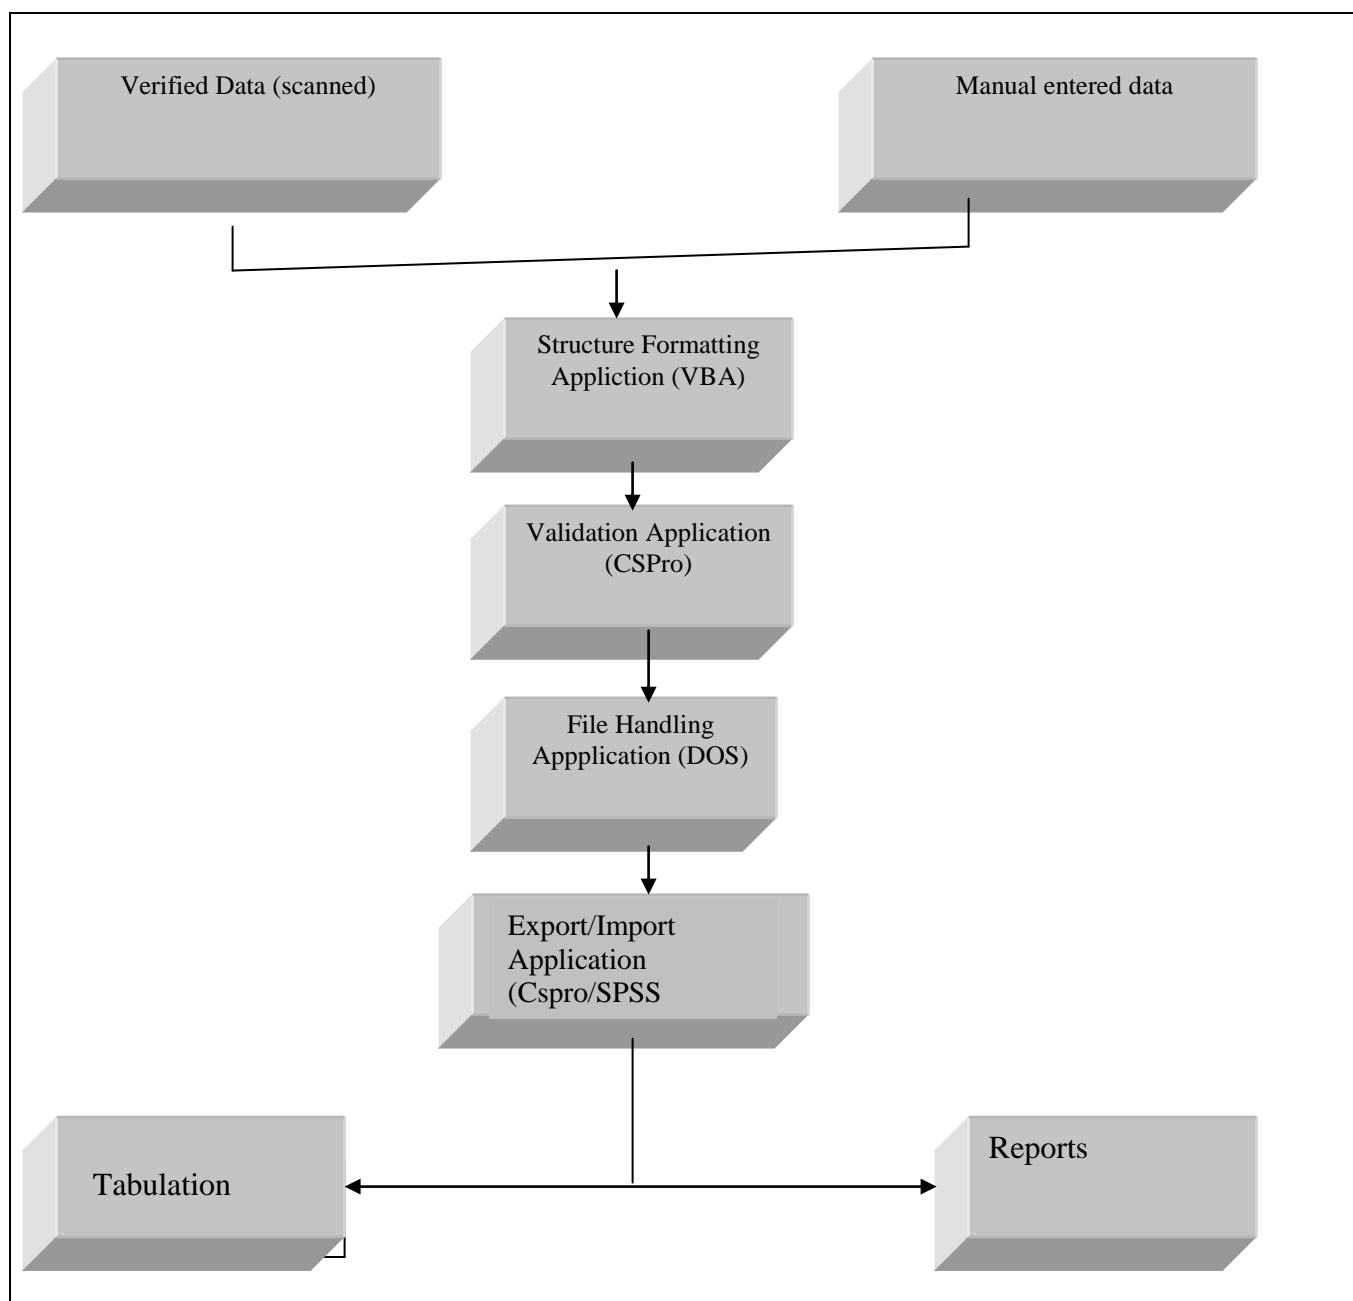 Verified Data (scanned)
Manual entered data
Structure Formatting
Appliction (VBA)
Validation Application
(CSPro)
File Handling
Appplication (DOS)
Export/Import
Application
(Cspro/SPSS
Tabulation
Reports